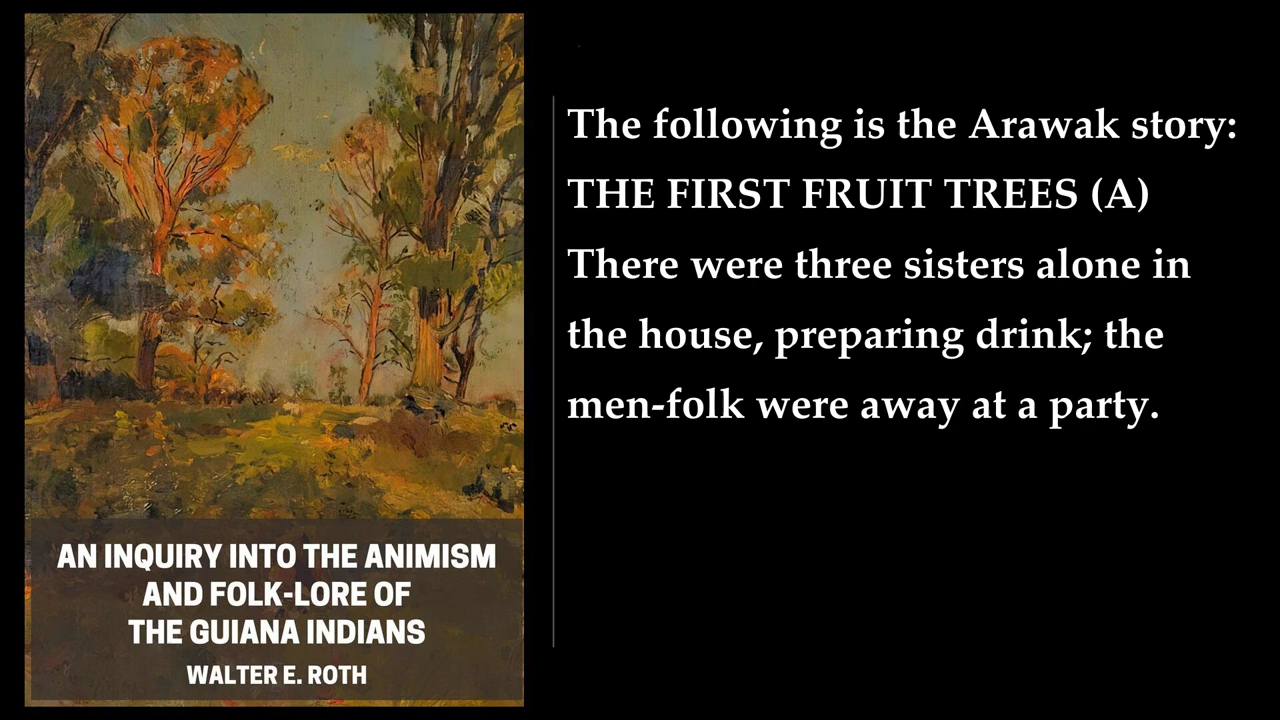 The following is the Arawak story:
THE FIRST FRUIT TREES (A)
There were three sisters alone in
the house, preparing drink; the
men-folk were away at a party.
AN INQUIRY INTO THE ANIMISM
AND FOLK-LORE OF
THE GUIANA INDIANS
WALTER E. ROTH